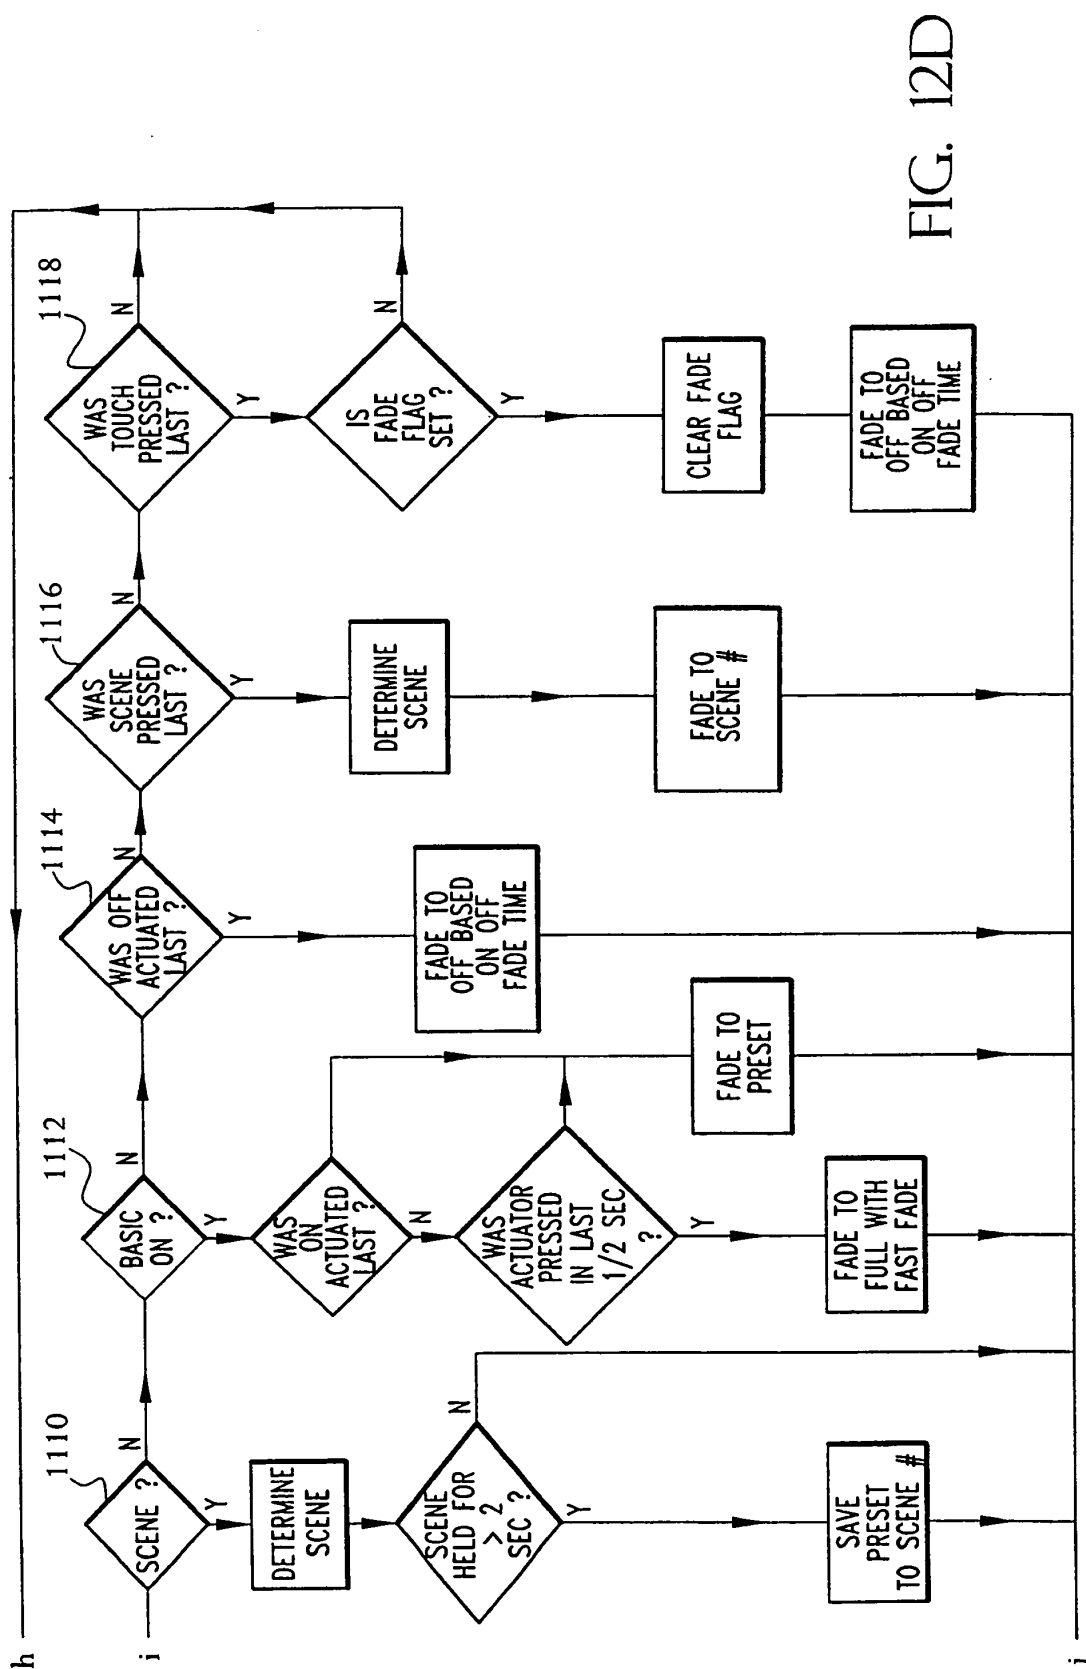 h
i
1110
SCENE ?
N
Y
DETERMINE
SCENE
SCENE
HELD FOR
> 2
SEC ?
N
Y
SAVE
PRESET
TO SCENE #
1112
BASIC
ON ?
N
Y
WAS
ON
ACTUATED
LAST ?
N
WAS
ACTUATOR
PRESSED
IN LAST
1/2 SEC
?
Y
FADE TO
FULL WITH
FAST FADE
FADE TO
PRESET
1114
WAS OFF
ACTUATED
LAST ?
N
Y
FADE TO
OFF BASED
ON OFF
FADE TIME
1116
WAS
SCENE
PRESSED
LAST ?
N
Y
DETERMINE
SCENE
FADE TO
SCENE #
1118
WAS
TOUCH
PRESSED
LAST ?
N
Y
IS
FADE
FLAG
SET ?
N
Y
CLEAR FADE
FLAG
FADE TO
OFF BASED
ON OFF
FADE TIME
j
FIG. 12D